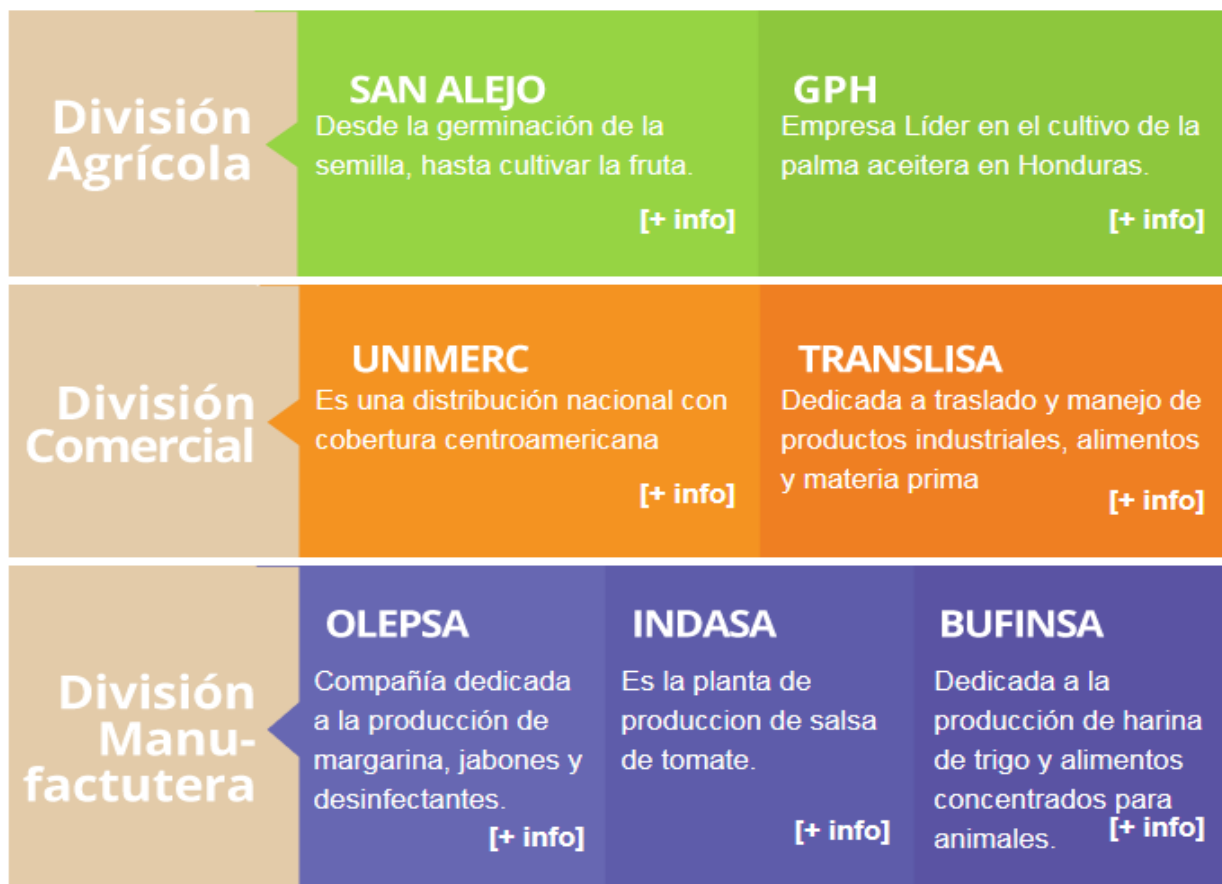 División
Agrícola
SAN ALEJO
Desde la germinación de la
semilla, hasta cultivar la fruta.
[+ info]
GPH
Empresa Líder en el cultivo de la
palma aceitera en Honduras.
[+ info]
División
Comercial
UNIMERC
Es una distribución nacional con
cobertura centroamericana
[+ info]
TRANSLISA
Dedicada a traslado y manejo de
productos industriales, alimentos
y materia prima
[+ info]
División
Manu-
factutera
OLEPSA
Compañía dedicada
a la producción de
margarina, jabones y
desinfectantes.
[+ info]
INDASA
Es la planta de
produccion de salsa
de tomate.
[+ info]
BUFINSA
Dedicada a la
producción de harina
de trigo y alimentos
concentrados para
animales.
[+ info]